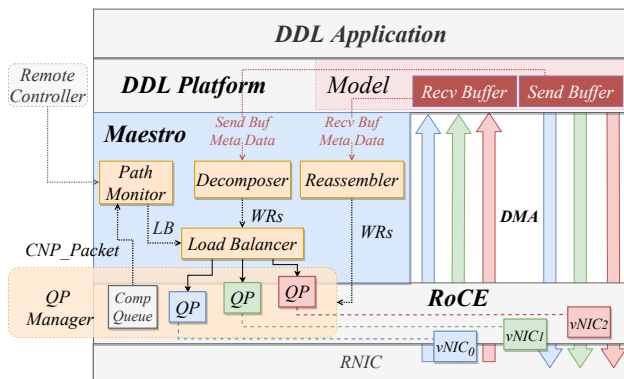 DDL Application
Remote
Controller
DDL Platform
Model
Recv Buffer
Send Buffer
Maestro
Send Buf
Meta Data
Recv Buf
Meta Data
Path
Monitor
Decomposer
Reassembler
LB
WRs
DMA
Load Balancer
WRs
CNP_Packet
QP
Manager
Comp
Queue
QP
QP
QP
RoCE
vNIC0
vNIC1
vNIC2
RNIC